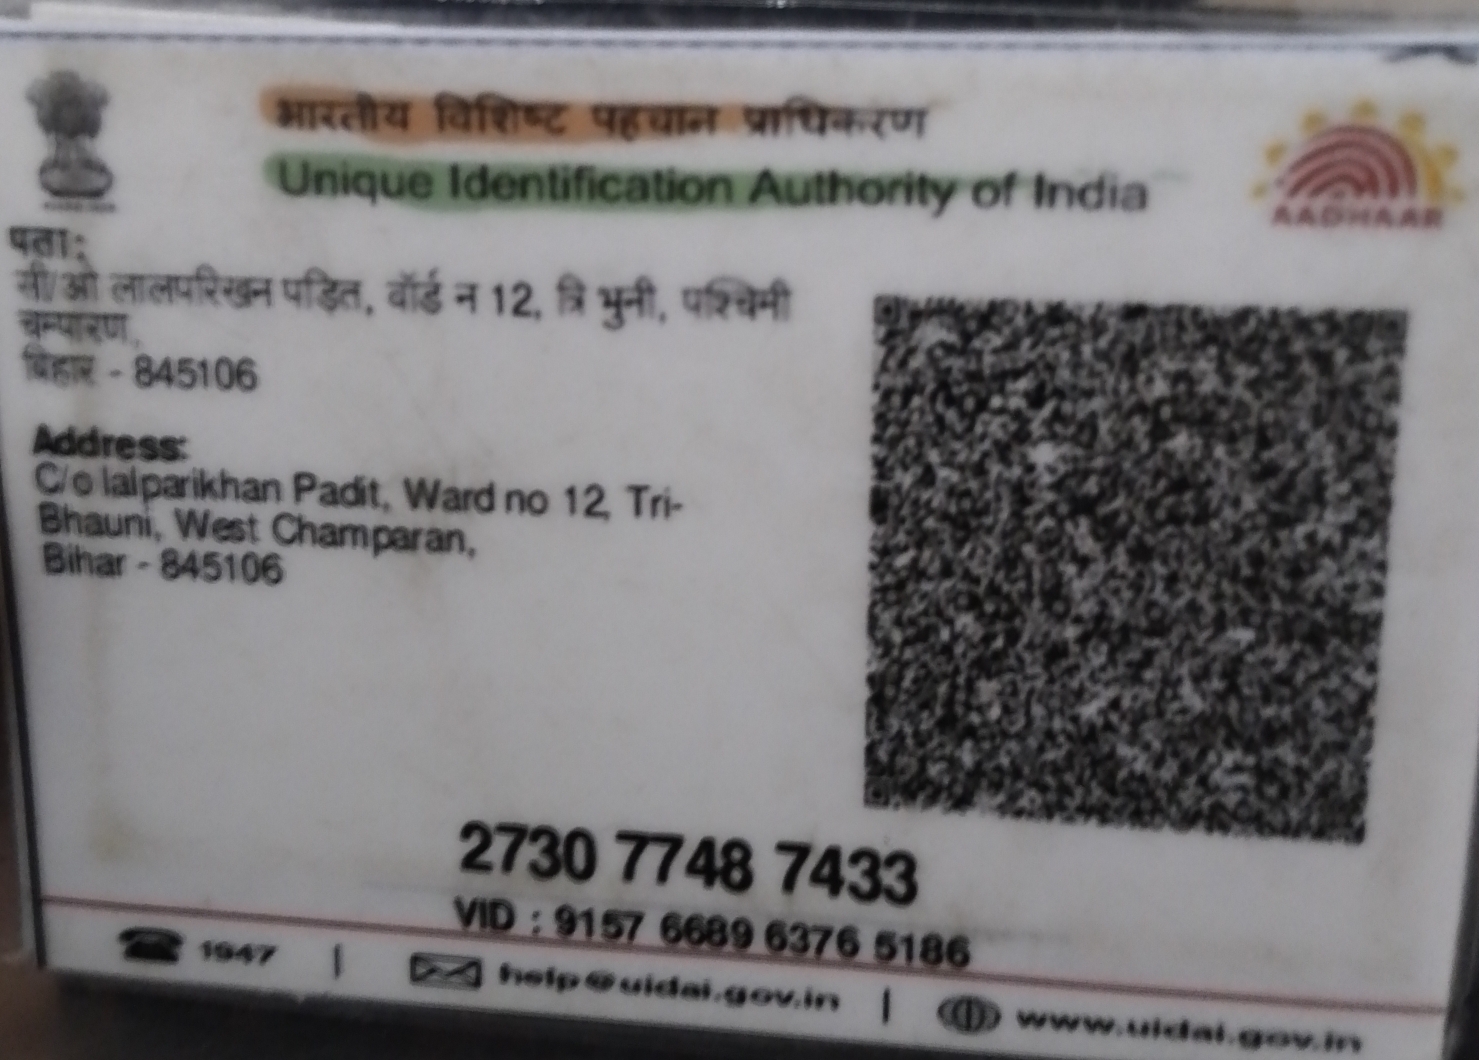 भारतीय विशिष्ट पहचान प्राधिकरण
Unique Identification Authority of India
AADHAAR
पता:
सी/ओ लालपरिखन पड़ित, वॉर्ड न 12, त्रि भुनी, पश्चिमी
चम्पारण,
बिहार - 845106
Address:
C/o lalparikhan Padit, Ward no 12, Tri-
Bhauni, West Champaran,
Bihar - 845106
2730 7748 7433
VID : 9157 6689 6376 5186
1947 | help@uidai.gov.in | www.uidai.gov.in